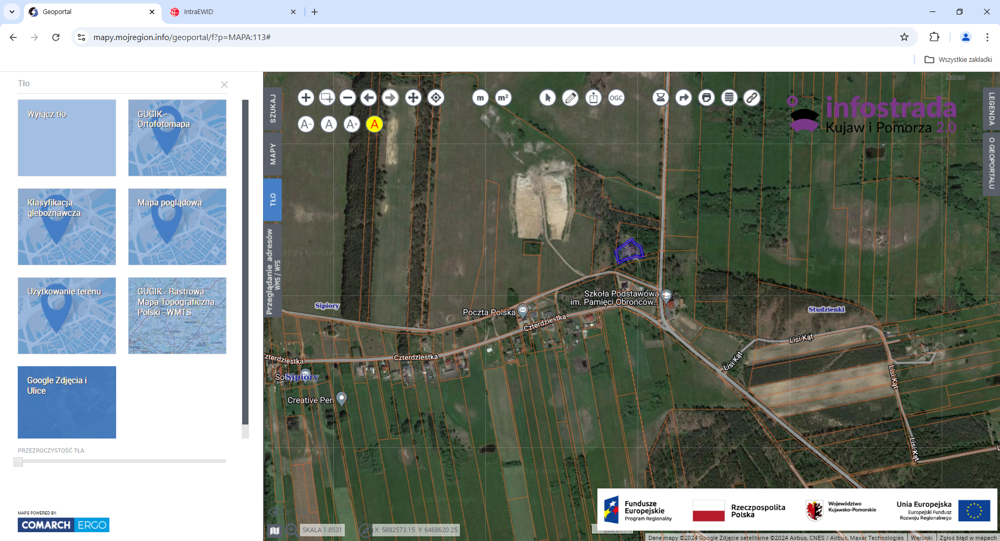 Geoportal
IntraEWID
mapy.mojregion.info/geoportal/f?p=MAPA:113#
Wszystkie zakładki
Tło
Wyłącz tło
GUGIK -
Ortofotomapa
Klasyfikacja
gleboznawcza
Mapa poglądowa
Użytkowanie terenu
GUGIK - Rastrowa
Mapa Topograficzna
Polski - WMTS
Google Zdjęcia i
Ulice
PRZEZROCZYSTOŚĆ TŁA:
MAPS POWERED BY:
COMARCH ERGO
SZUKAJ
MAPY
TŁO
Przeglądanie adresów
WMS / WFS
m
m²
OGC
A-
A
A+
A
Zaloguj
infostrada
Kujaw i Pomorza 2.0
LEGENDA
O GEOPORTALU
Szkoła Podstawowa
im. Pamięci Obrońców...
Sipiory
Poczta Polska
Czterdziestka
Studzienki
Lisi Kąt
Lisi Kąt
Czterdziestka
Czterdziestka
Sipiory
Lisi Kąt
Creative Pen
Lisi Kąt
SKALA 1:8531
X: 5882573.15 Y: 6468620.25
Fundusze
Europejskie
Program Regionalny
Rzeczpospolita
Polska
Województwo
Kujawsko-Pomorskie
Unia Europejska
Europejski Fundusz
Rozwoju Regionalnego
Dane mapy ©2024 Google Zdjęcie satelitarne ©2024 Airbus, CNES / Airbus, Maxar Technologies
Warunki
Zgłoś błąd w mapach